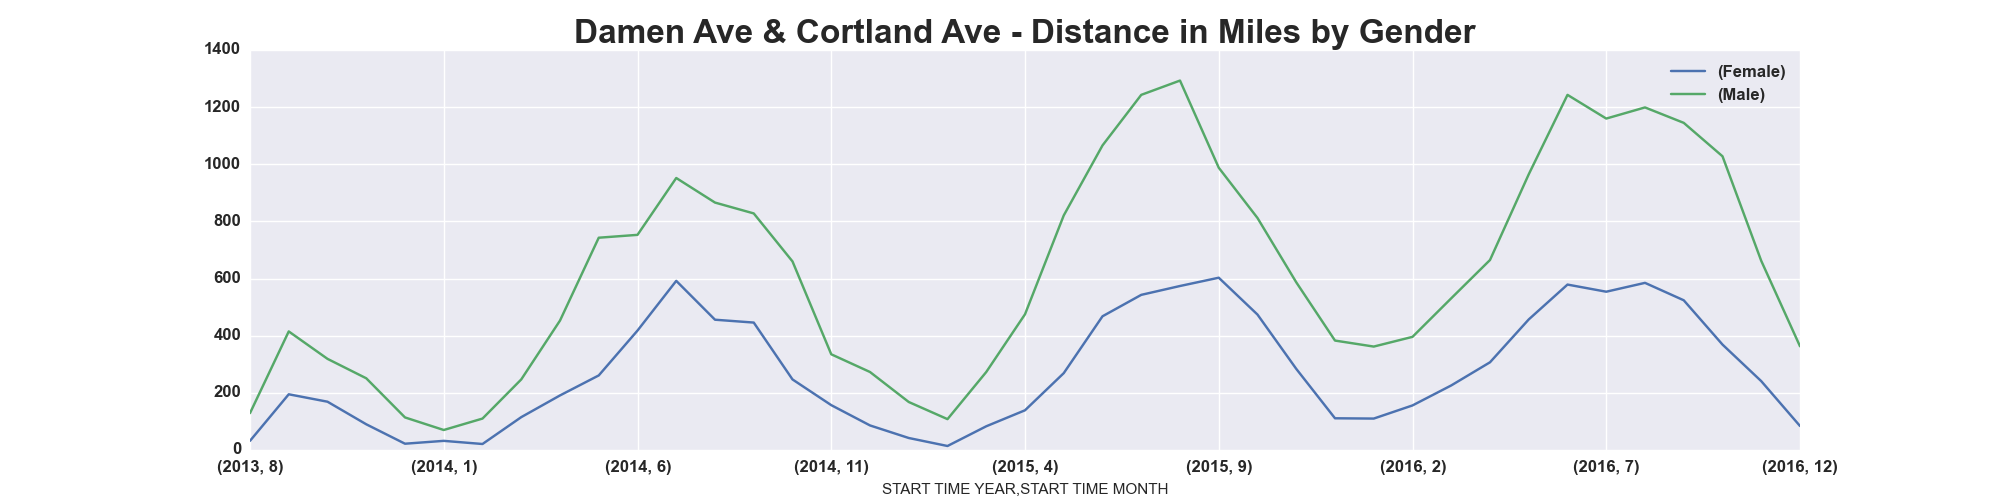 Damen Ave & Cortland Ave - Distance in Miles by Gender
1400
1200
1000
800
600
400
200
0
(Female)
(Male)
(2013, 8) (2014, 1) (2014, 6) (2014, 11) (2015, 4) (2015, 9) (2016, 2) (2016, 7) (2016, 12)
START TIME YEAR,START TIME MONTH